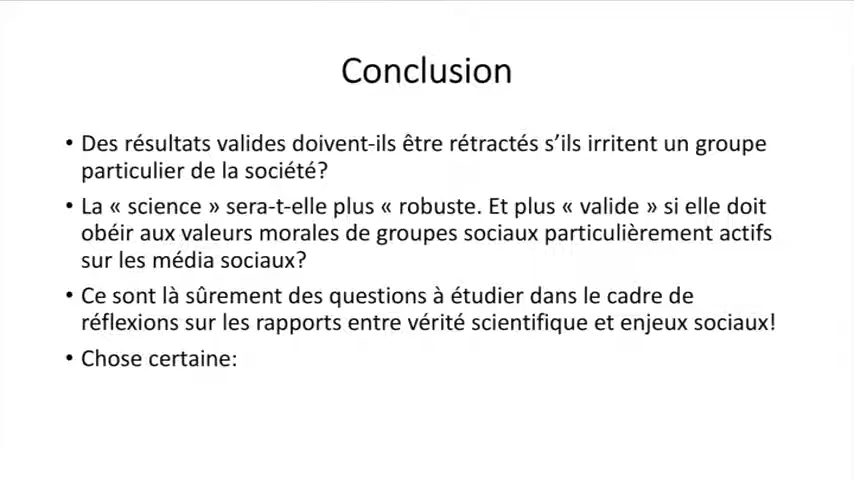 Conclusion
• Des résultats valides doivent-ils être rétractés s’ils irritent un groupe
particulier de la société?
• La « science » sera-t-elle plus « robuste. Et plus « valide » si elle doit
obéir aux valeurs morales de groupes sociaux particulièrement actifs
sur les média sociaux?
• Ce sont là sûrement des questions à étudier dans le cadre de
réflexions sur les rapports entre vérité scientifique et enjeux sociaux!
• Chose certaine: